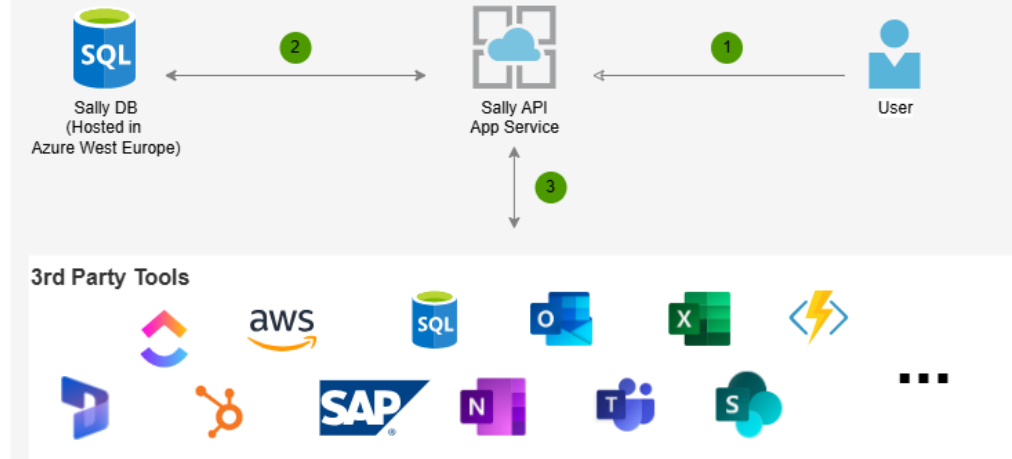 SQL
2
1
Sally DB
(Hosted in
Azure West Europe)
Sally API
App Service
User
3
3rd Party Tools
aws
SQL
O
X
SAP
N
T
S
...